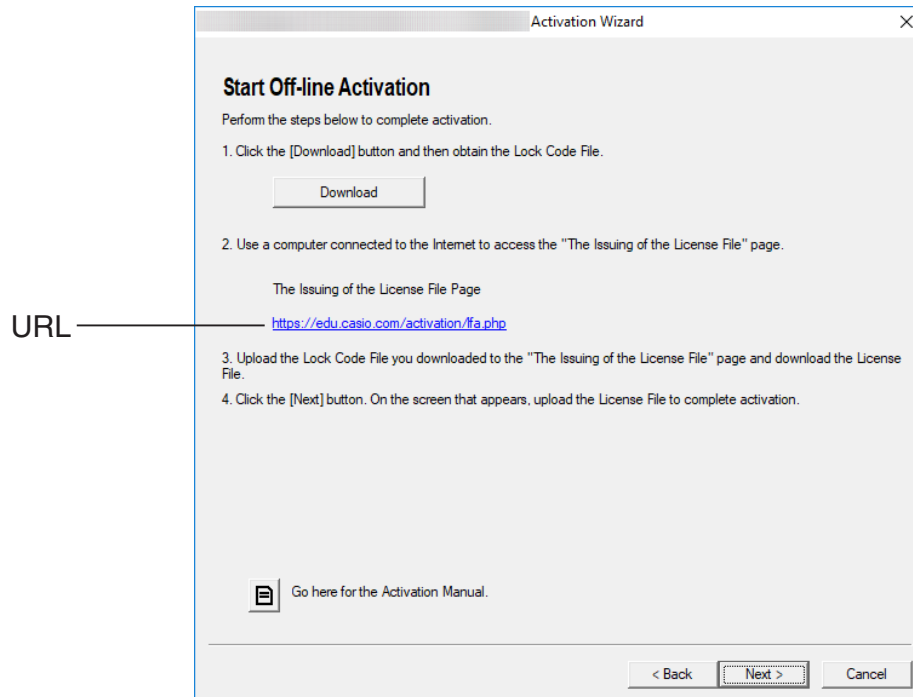 Activation Wizard
Start Off-line Activation
Perform the steps below to complete activation.
1. Click the [Download] button and then obtain the Lock Code File.
Download
2. Use a computer connected to the Internet to access the "The Issuing of the License File" page.
The Issuing of the License File Page
URL
https://edu.casio.com/activation/lfa.php
3. Upload the Lock Code File you downloaded to the "The Issuing of the License File" page and download the License
File.
4. Click the [Next] button. On the screen that appears, upload the License File to complete activation.
Go here for the Activation Manual.
< Back Next > Cancel